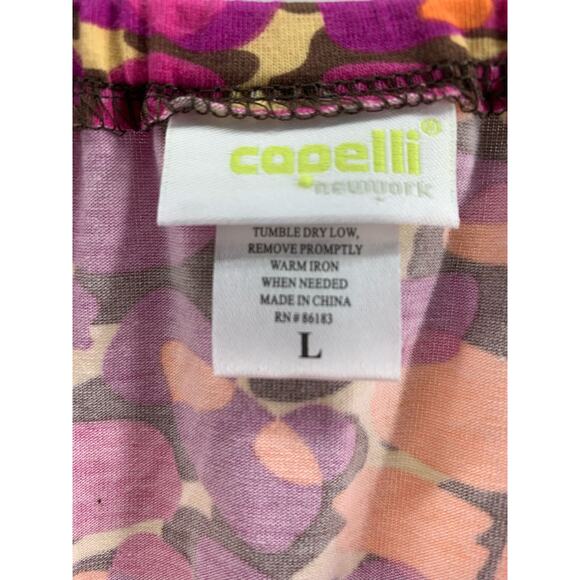 capelli®
newyork
TUMBLE DRY LOW,
REMOVE PROMPTLY
WARM IRON
WHEN NEEDED
MADE IN CHINA
RN # 86183
L